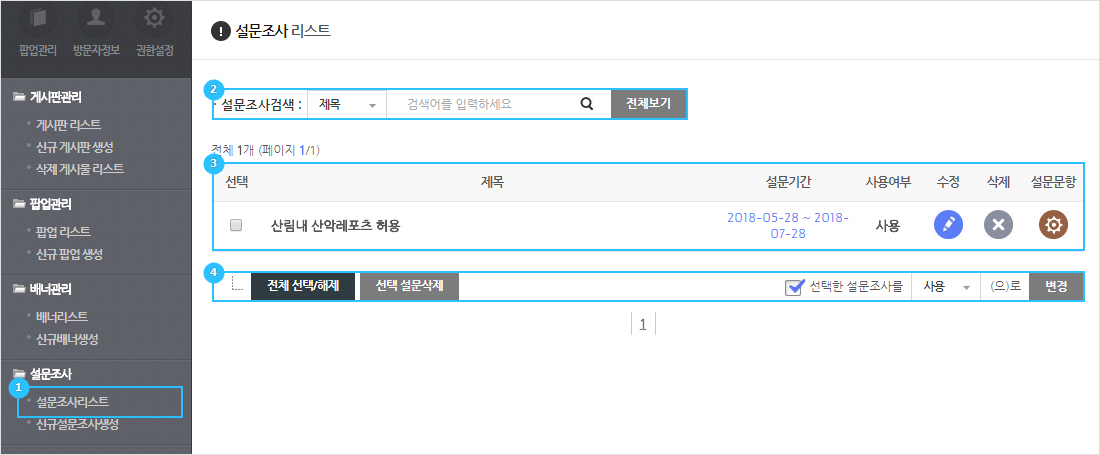 팝업관리 방문자정보 권한설정
게시판관리
게시판 리스트
신규 게시판 생성
삭제 게시물 리스트
팝업관리
팝업 리스트
신규 팝업 생성
배너관리
배너리스트
신규배너생성
설문조사
1
설문조사리스트
신규설문조사생성
! 설문조사 리스트
2
설문조사검색 : 제목 검색어를 입력하세요 전체보기
전체 1개 (페이지 1/1)
3
선택 제목 설문기간 사용여부 수정 삭제 설문문항
산림내 산악레포츠 허용 2018-05-28 ~ 2018-07-28 사용
4
전체 선택/해제 선택 설문삭제 선택한 설문조사를 사용 (으)로 변경
1